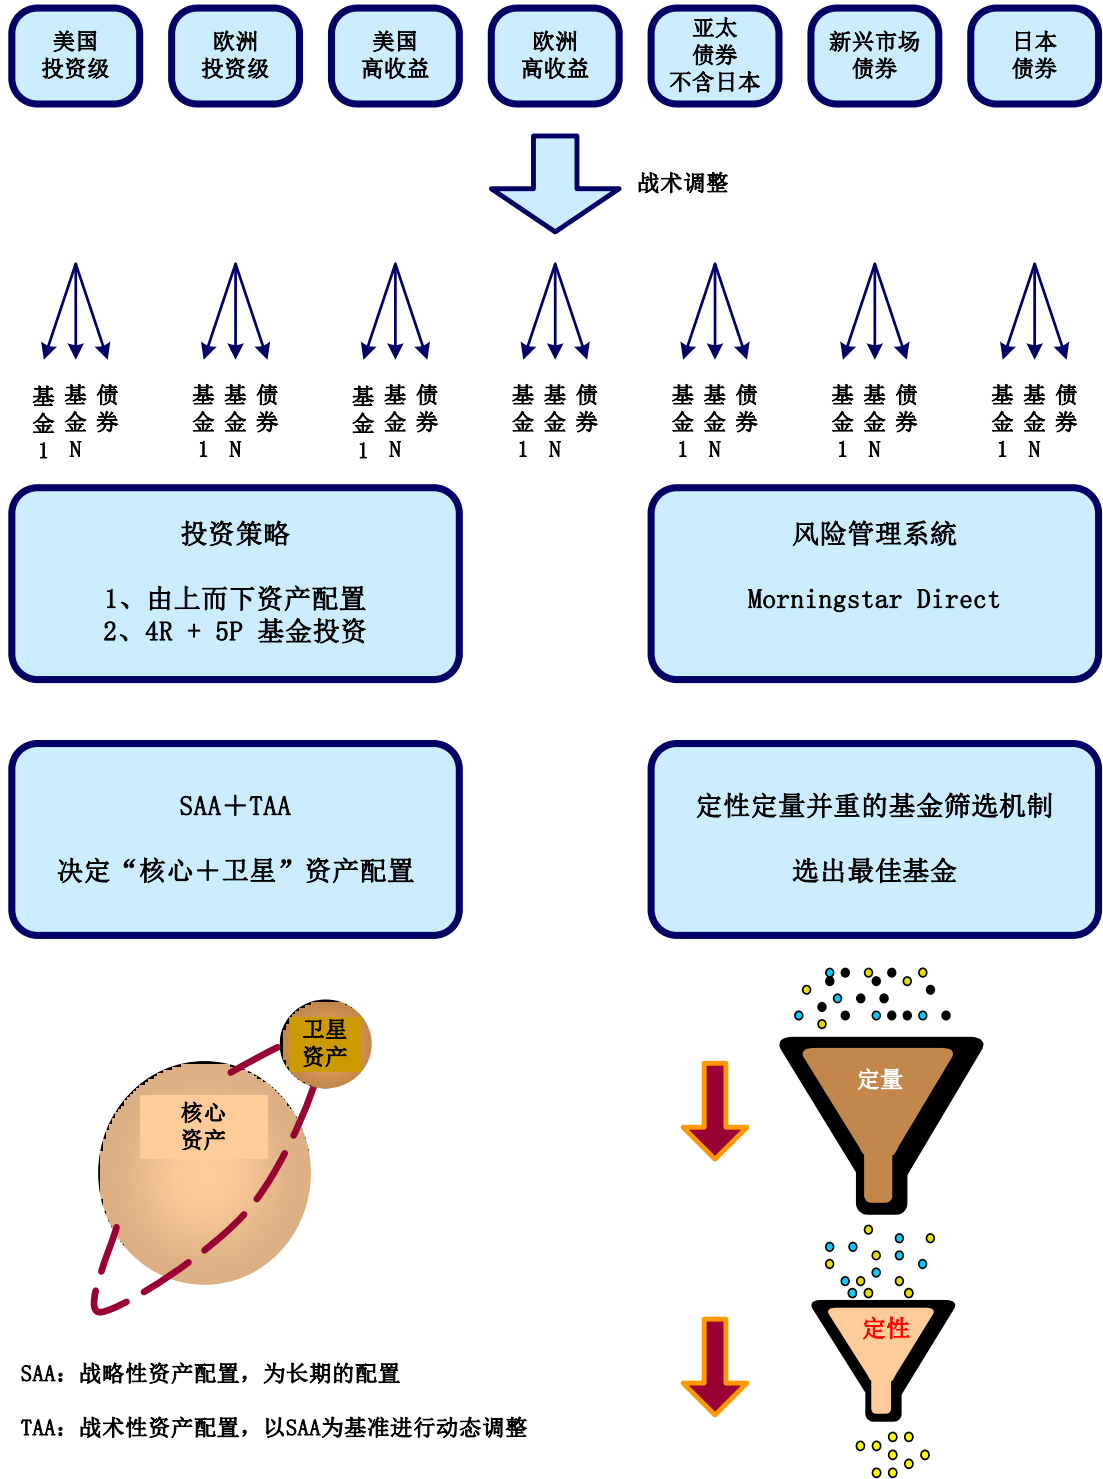 美国
投资级
欧洲
投资级
美国
高收益
欧洲
高收益
亚太
债券
不含日本
新兴市场
债券
日本
债券
战术调整
基金1
基金N
债券
基金1
基金N
债券
基金1
基金N
债券
基金1
基金N
债券
基金1
基金N
债券
基金1
基金N
债券
基金1
基金N
债券
投资策略
1、由上而下资产配置
2、4R + 5P 基金投资
风险管理系統
Morningstar Direct
SAA＋TAA
决定“核心＋卫星”资产配置
定性定量并重的基金筛选机制
选出最佳基金
卫星
资产
核心
资产
定量
定性
SAA：战略性资产配置，为长期的配置
TAA：战术性资产配置，以SAA为基准进行动态调整